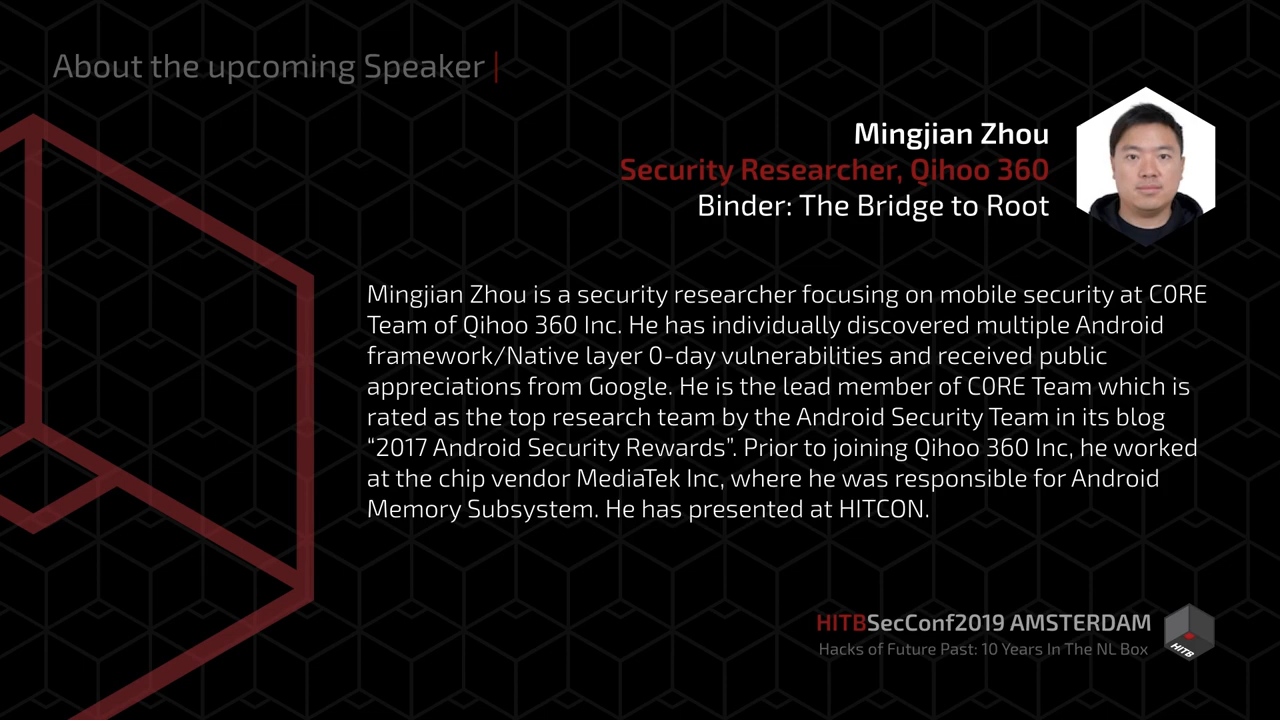 About the upcoming Speaker |
Mingjian Zhou
Security Researcher, Qihoo 360
Binder: The Bridge to Root
Mingjian Zhou is a security researcher focusing on mobile security at C0RE
Team of Qihoo 360 Inc. He has individually discovered multiple Android
framework/Native layer 0-day vulnerabilities and received public
appreciations from Google. He is the lead member of C0RE Team which is
rated as the top research team by the Android Security Team in its blog
“2017 Android Security Rewards”. Prior to joining Qihoo 360 Inc, he worked
at the chip vendor MediaTek Inc, where he was responsible for Android
Memory Subsystem. He has presented at HITCON.
HITBSecConf2019 AMSTERDAM
Hacks of Future Past: 10 Years In The NL Box
HITB